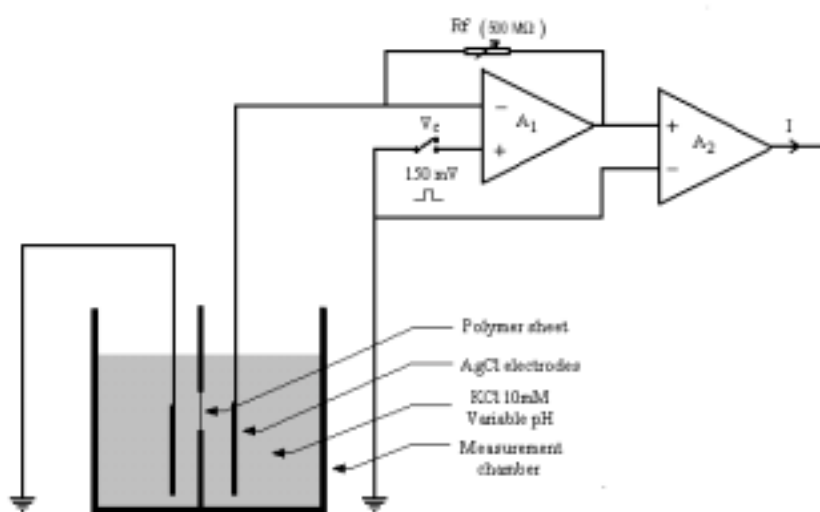 Rf (500 MΩ)
A1
Vc
150 mV
A2
I
Polymer sheet
AgCl electrodes
KCl 10mM
Variable pH
Measurement
chamber